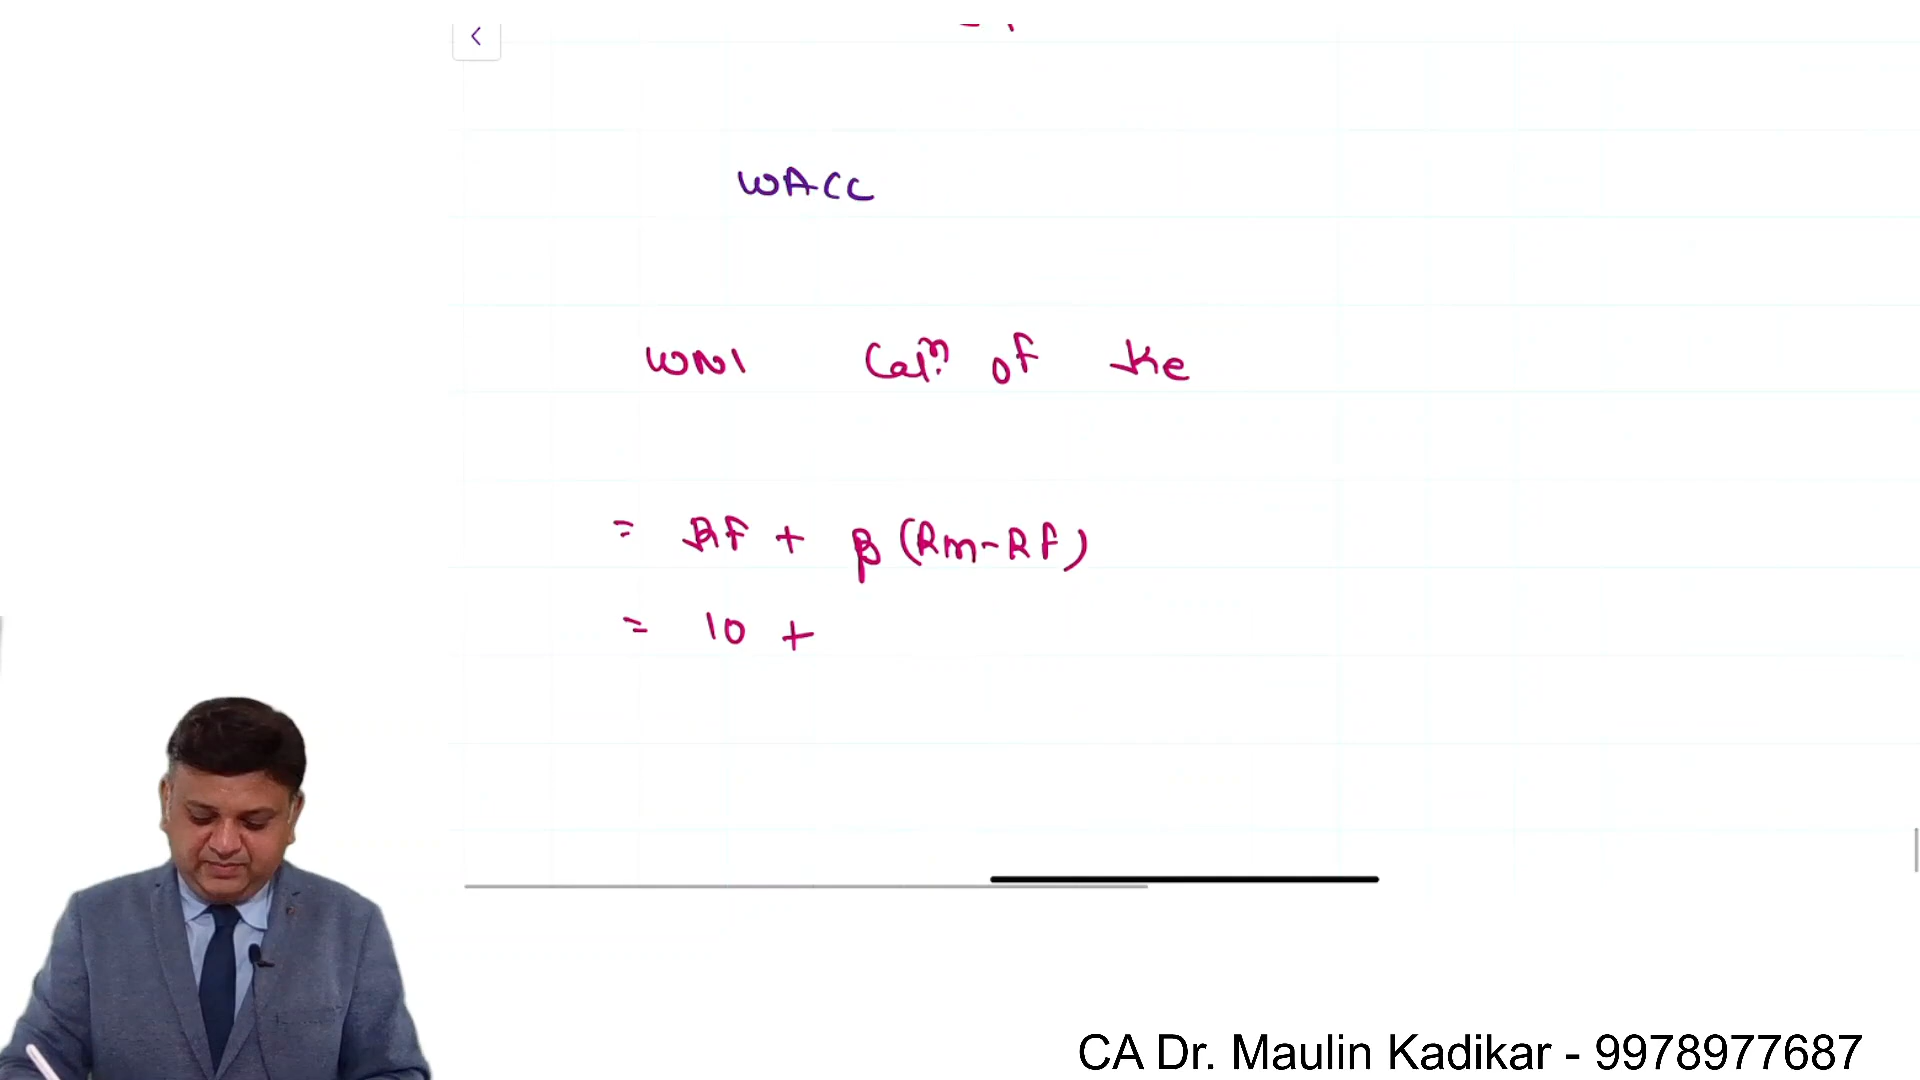 WACC
WN1 Calⁿ. of Ke
= RF + β (Rm-RF)
= 10 +
CA Dr. Maulin Kadikar - 9978977687